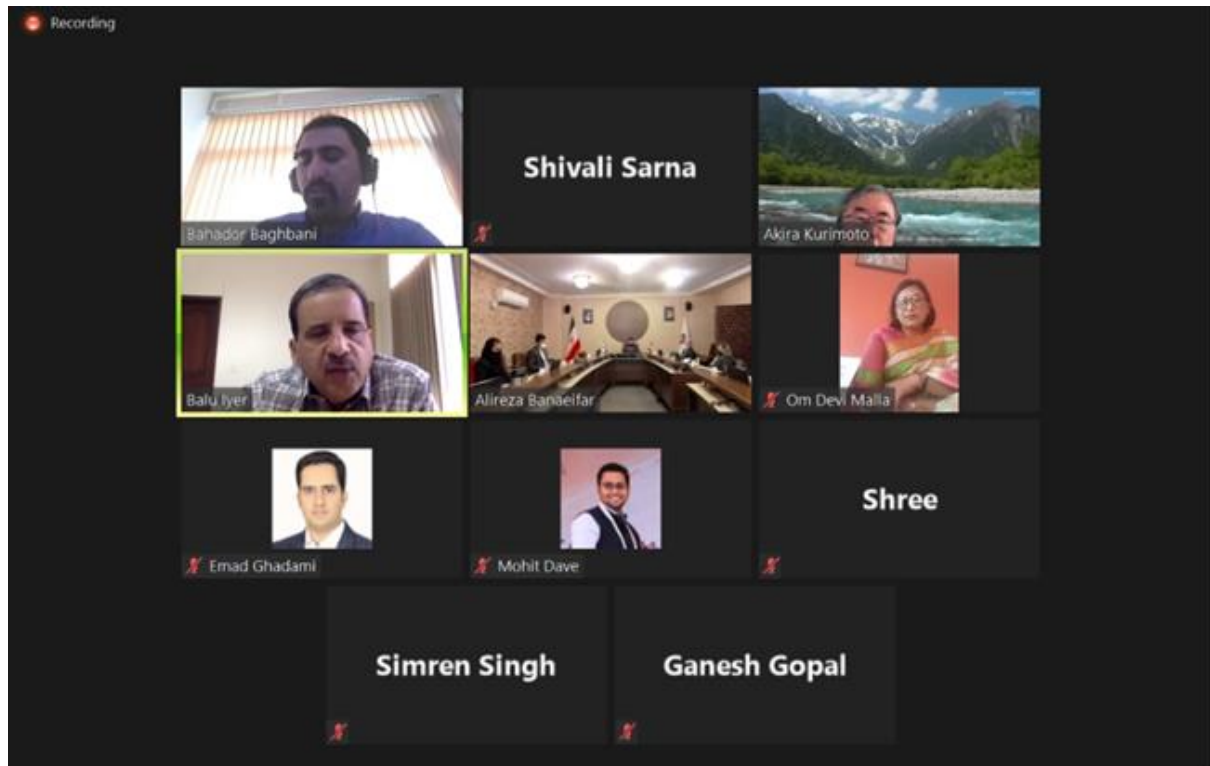 Recording
Bahador Baghbani
Shivali Sarna
Akira Kurimoto
Balu Iyer
Alireza Banaeifar
Om Devi Malla
Emad Ghadami
Mohit Dave
Shree
Simren Singh
Ganesh Gopal